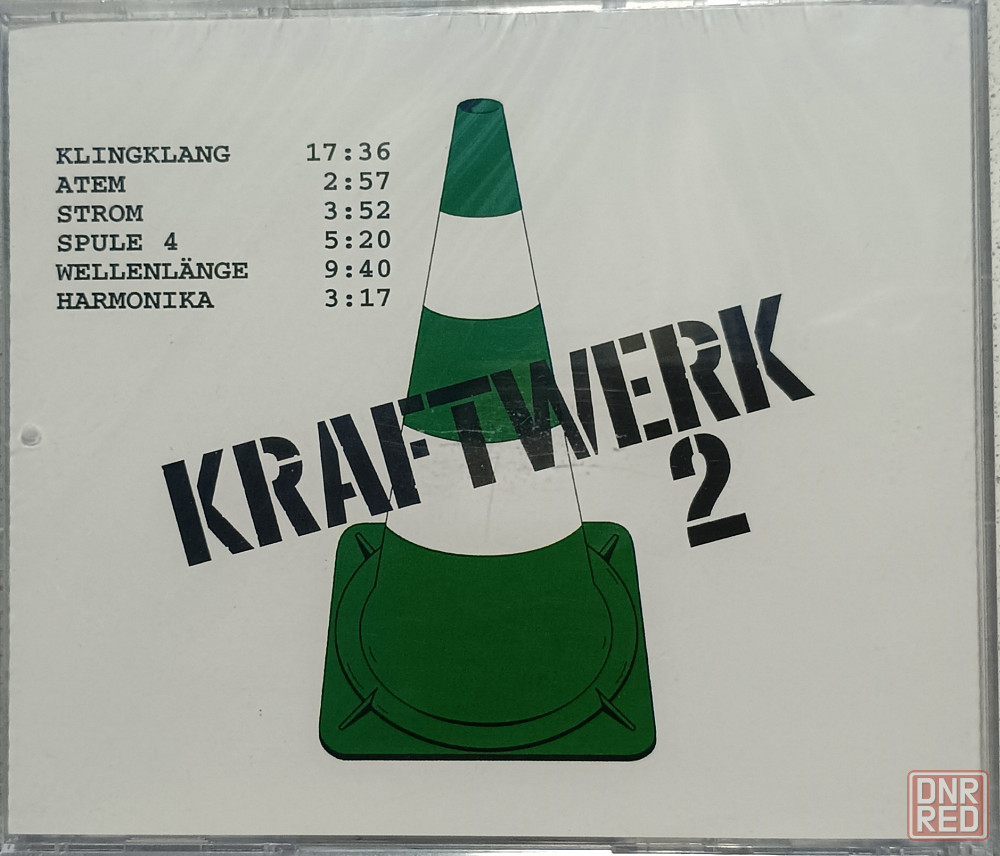 KLINGKLANG 17:36
ATEM 2:57
STROM 3:52
SPULE 4 5:20
WELLENLÄNGE 9:40
HARMONIKA 3:17
KRAFTWERK
2
DNR
RED